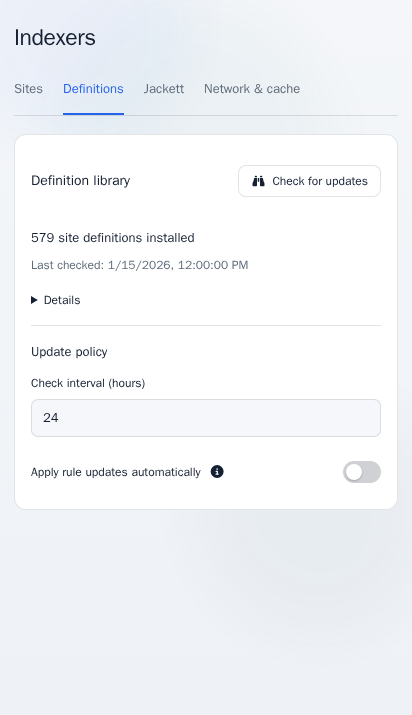 Indexers
Sites Definitions Jackett Network & cache
Definition library
Check for updates
579 site definitions installed
Last checked: 1/15/2026, 12:00:00 PM
Details
Update policy
Check interval (hours)
24
Apply rule updates automatically